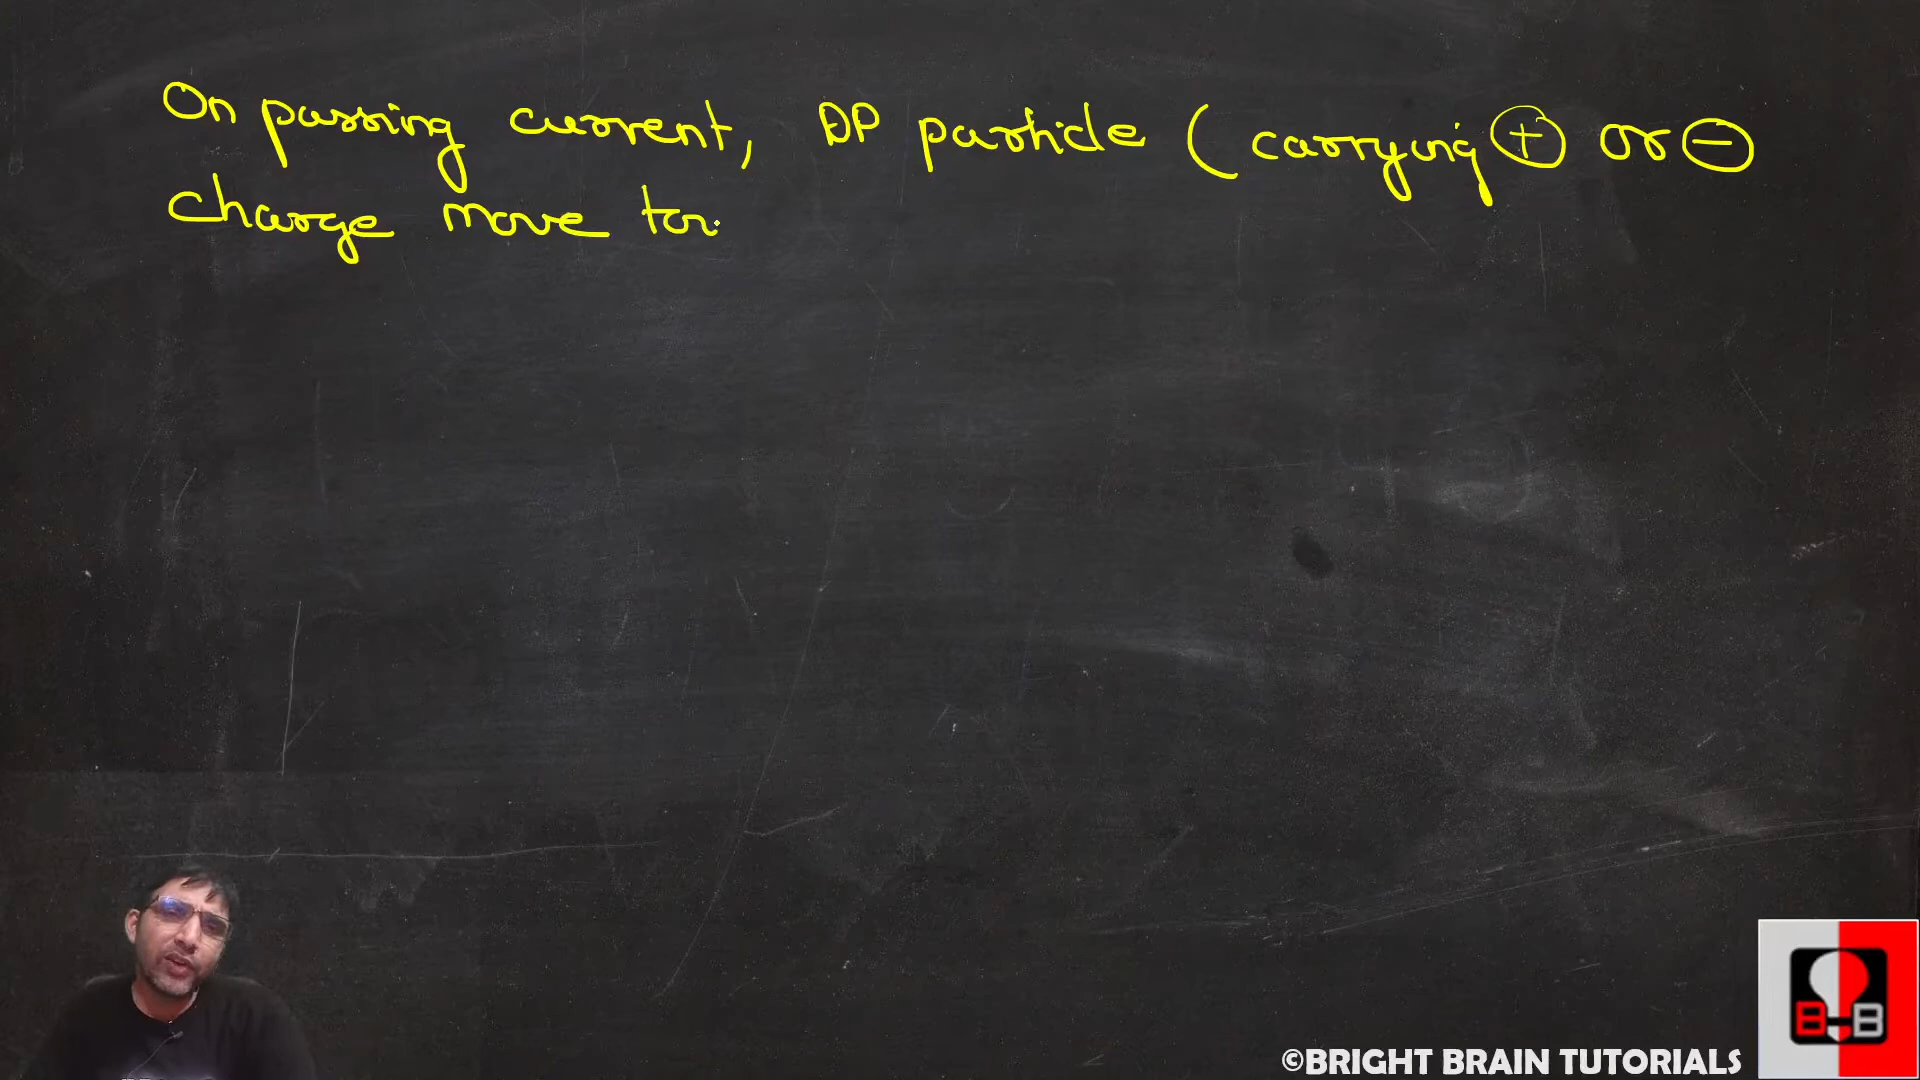 On passing current, DP particle (carrying + or -
charge move tow
B B
©BRIGHT BRAIN TUTORIALS